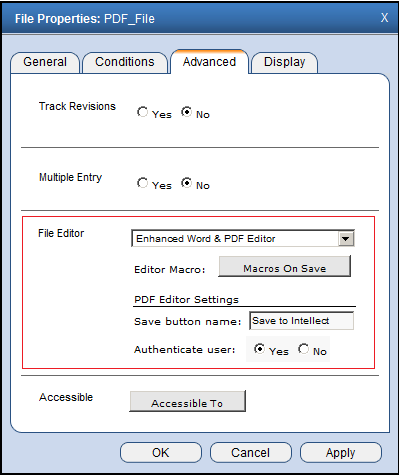 File Properties: PDF_File X
General Conditions Advanced Display
Track Revisions Yes No
Multiple Entry Yes No
File Editor Enhanced Word & PDF Editor
Editor Macro: Macros On Save
PDF Editor Settings
Save button name: Save to Intellect
Authenticate user: Yes No
Accessible Accessible To
OK Cancel Apply